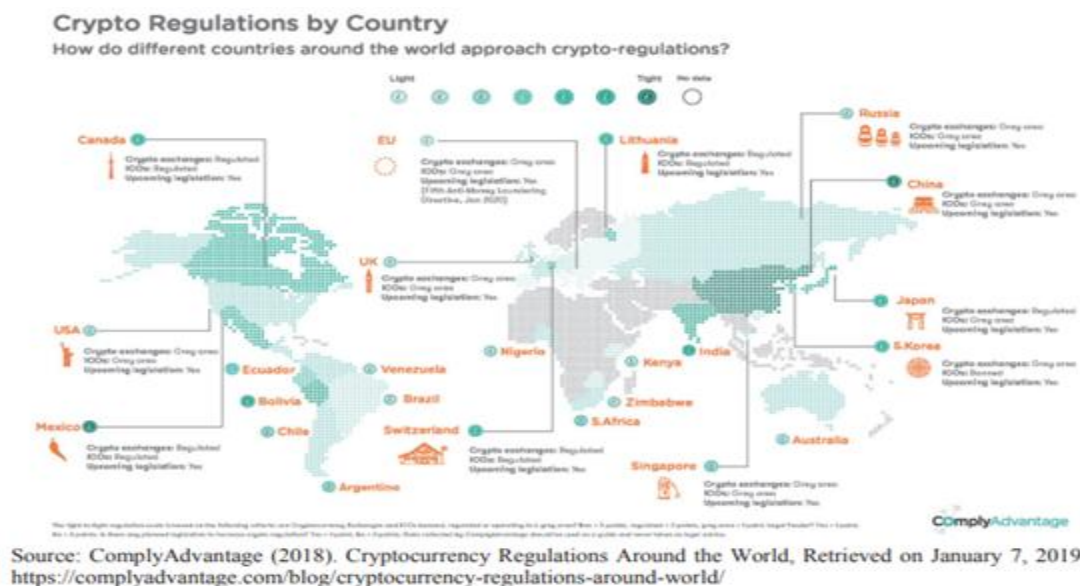 Crypto Regulations by Country
How do different countries around the world approach crypto-regulations?
Light
Tight
No data
Canada
Crypto exchanges: Regulated
ICOs: Regulated
Upcoming legislation: Yes
EU
Crypto exchanges: Grey area
ICOs: Grey area
Upcoming legislation: Yes
(Fifth Anti-Money Laundering
Directive, Jan 2020)
Lithuania
Crypto exchanges: Regulated
ICOs: Regulated
Upcoming legislation: Yes
Russia
Crypto exchanges: Grey area
ICOs: Grey area
Upcoming legislation: Yes
China
Crypto exchanges: Grey area
ICOs: Grey area
Upcoming legislation: Yes
UK
Crypto exchanges: Grey area
ICOs: Grey area
Upcoming legislation: Yes
USA
Crypto exchanges: Grey area
ICOs: Grey area
Upcoming legislation: Yes
Japan
Crypto exchanges: Regulated
ICOs: Grey area
Upcoming legislation: Yes
S.Korea
Crypto exchanges: Grey area
ICOs: Banned
Upcoming legislation: Yes
Nigeria
Kenya
India
Ecuador
Venezuela
Bolivia
Brazil
Zimbabwe
S.Africa
Chile
Australia
Argentina
Mexico
Crypto exchanges: Regulated
ICOs: Regulated
Upcoming legislation: Yes
Switzerland
Crypto exchanges: Regulated
ICOs: Regulated
Upcoming legislation: Yes
Singapore
Crypto exchanges: Grey area
ICOs: Grey area
Upcoming legislation: Yes
ComplyAdvantage
Source: ComplyAdvantage (2018). Cryptocurrency Regulations Around the World, Retrieved on January 7, 2019
https://complyadvantage.com/blog/cryptocurrency-regulations-around-world/